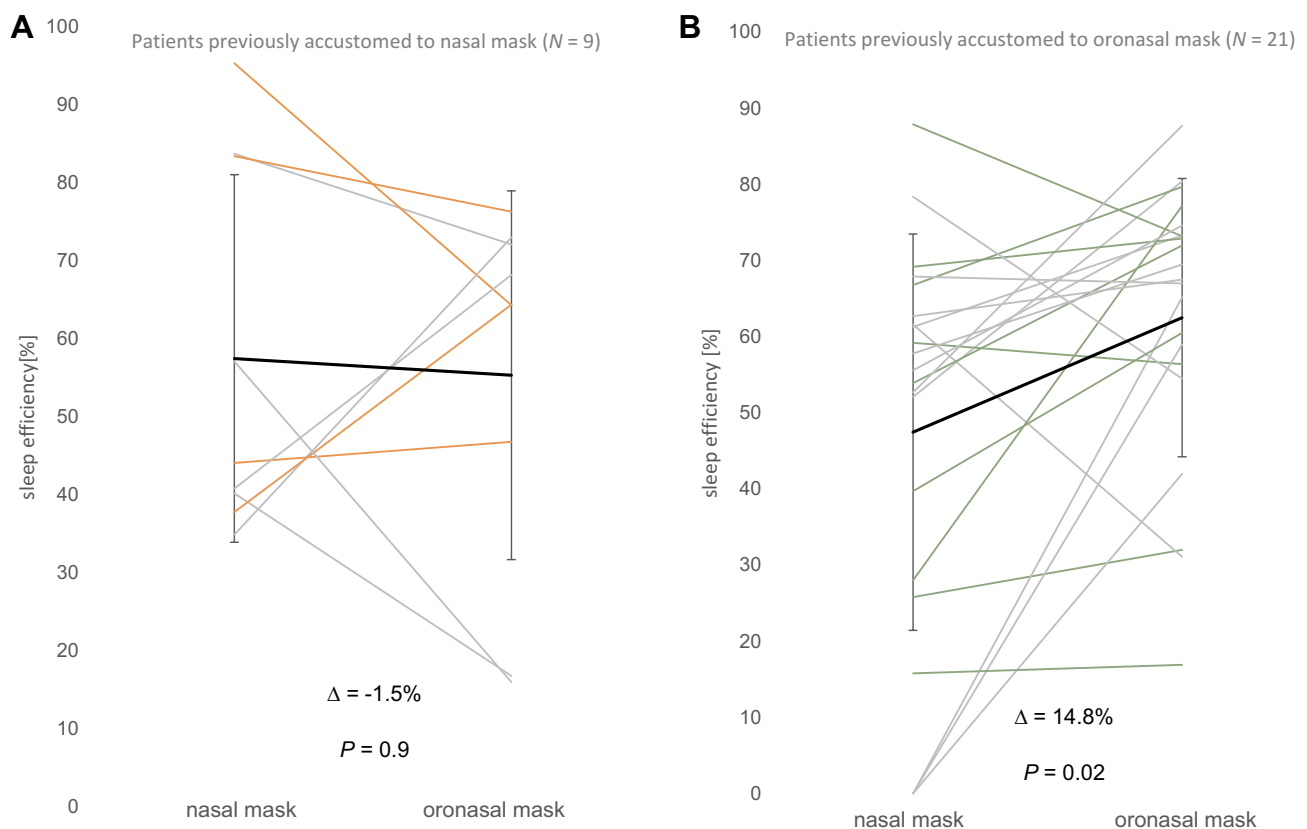 A
Patients previously accustomed to nasal mask (N = 9)
100
90
80
70
60
50
40
30
20
10
0
sleep efficiency[%]
Δ = -1.5%
P = 0.9
nasal mask
oronasal mask
B
Patients previously accustomed to oronasal mask (N = 21)
100
90
80
70
60
50
40
30
20
10
0
sleep efficiency [%]
Δ = 14.8%
P = 0.02
nasal mask
oronasal mask